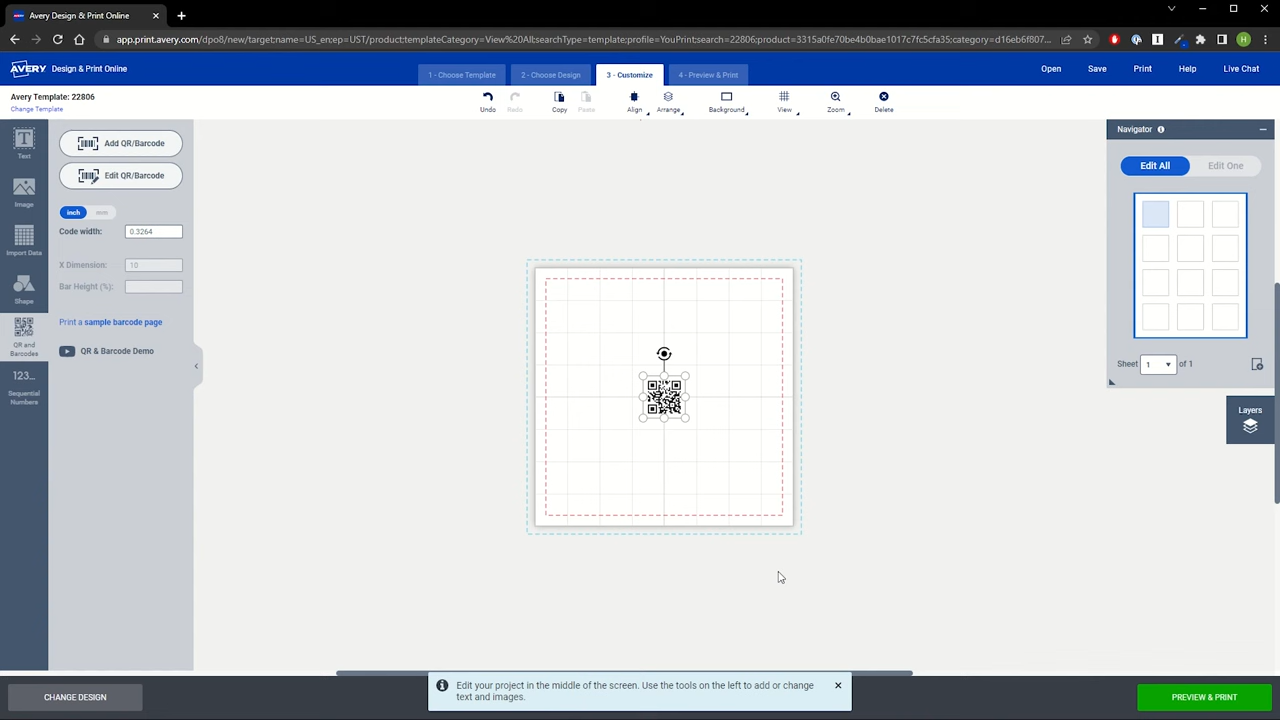 Avery Design & Print Online
app.print.avery.com/dpo8/new/target:name=US_ercep=UST/product;templateCategory=View%20All;searchType=template;profile=YouPrint;search=22806;product=3315a0fe70be4b0bae1017c7fc5cfa35;category=d16eb6f807...
H
AVERY Design & Print Online
1 - Choose Template
2 - Choose Design
3 - Customize
4 - Preview & Print
Open
Save
Print
Help
Live Chat
Avery Template: 22806
Change Template
Undo
Redo
Copy
Paste
Align
Arrange
Background
View
Zoom
Delete
Text
Image
Import Data
Shape
QR and
Barcodes
123...
Sequential
Numbers
Add QR/Barcode
Edit QR/Barcode
inch
mm
Code width:
0.3264
X Dimension:
10
Bar Height (%):
Print a sample barcode page
QR & Barcode Demo
Navigator
Edit All
Edit One
Sheet 1 of 1
Layers
CHANGE DESIGN
Edit your project in the middle of the screen. Use the tools on the left to add or change
text and images.
PREVIEW & PRINT